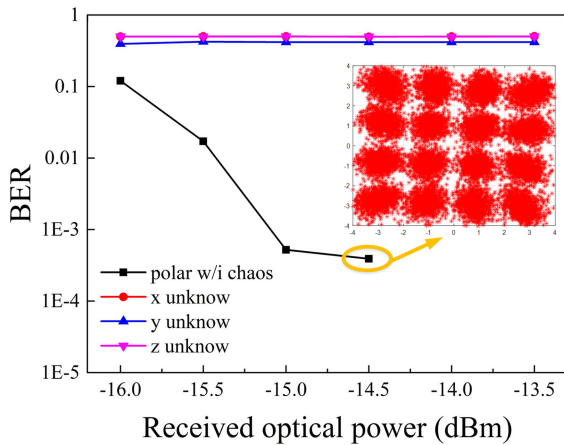 1
0.1
0.01
1E-3
1E-4
1E-5
BER
4
3
2
1
0
-1
-2
-3
-4
-4 -3 -2 -1 0 1 2 3 4
polar w/i chaos
x unknow
y unknow
z unknow
-16.0 -15.5 -15.0 -14.5 -14.0 -13.5
Received optical power (dBm)